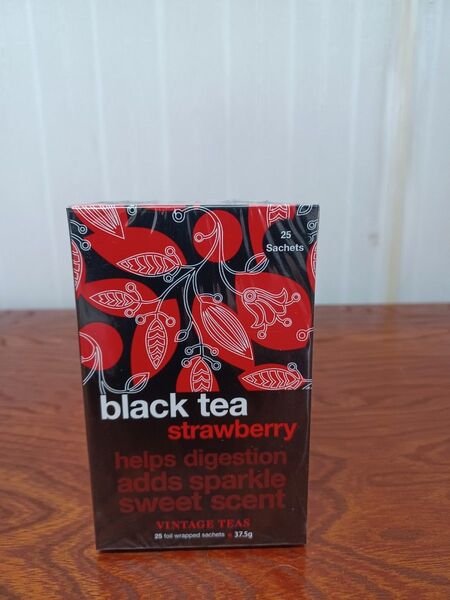 25
Sachets
black tea
strawberry
helps digestion
adds sparkle
sweet scent
VINTAGE TEAS
25 foil wrapped sachets 37.5g